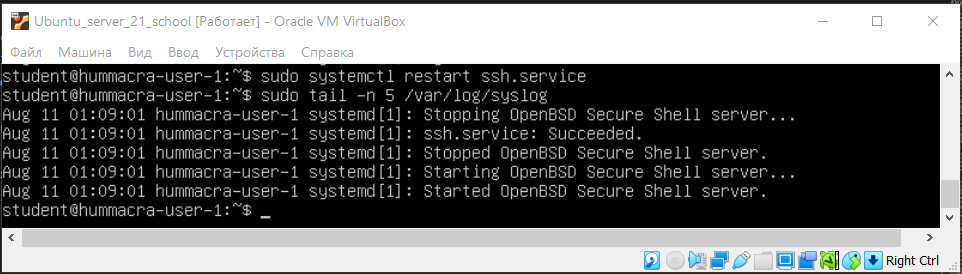 Ubuntu_server_21_school [Работает] - Oracle VM VirtualBox
Файл Машина Вид Ввод Устройства Справка
student@hummacra-user-1:~$ sudo systemctl restart ssh.service
student@hummacra-user-1:~$ sudo tail -n 5 /var/log/syslog
Aug 11 01:09:01 hummacra-user-1 systemd[1]: Stopping OpenBSD Secure Shell server...
Aug 11 01:09:01 hummacra-user-1 systemd[1]: ssh.service: Succeeded.
Aug 11 01:09:01 hummacra-user-1 systemd[1]: Stopped OpenBSD Secure Shell server.
Aug 11 01:09:01 hummacra-user-1 systemd[1]: Starting OpenBSD Secure Shell server...
Aug 11 01:09:01 hummacra-user-1 systemd[1]: Started OpenBSD Secure Shell server.
student@hummacra-user-1:~$ _
Right Ctrl